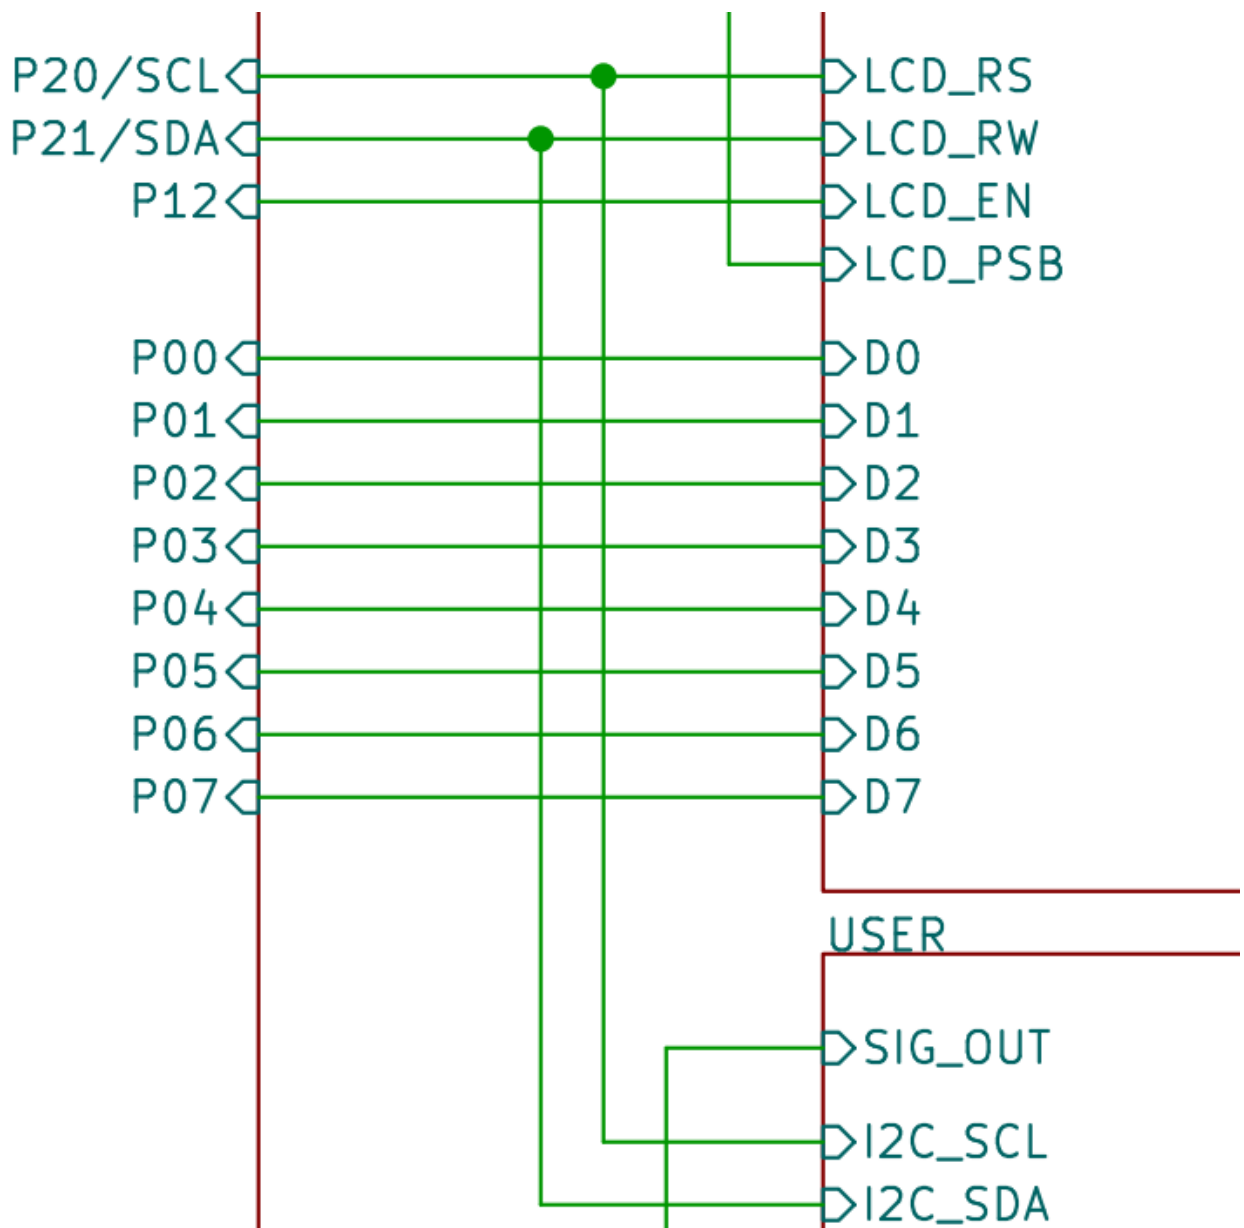 P20/SCL LCD_RS
P21/SDA LCD_RW
P12 LCD_EN
LCD_PSB
P00 D0
P01 D1
P02 D2
P03 D3
P04 D4
P05 D5
P06 D6
P07 D7
USER
SIG_OUT
I2C_SCL
I2C_SDA